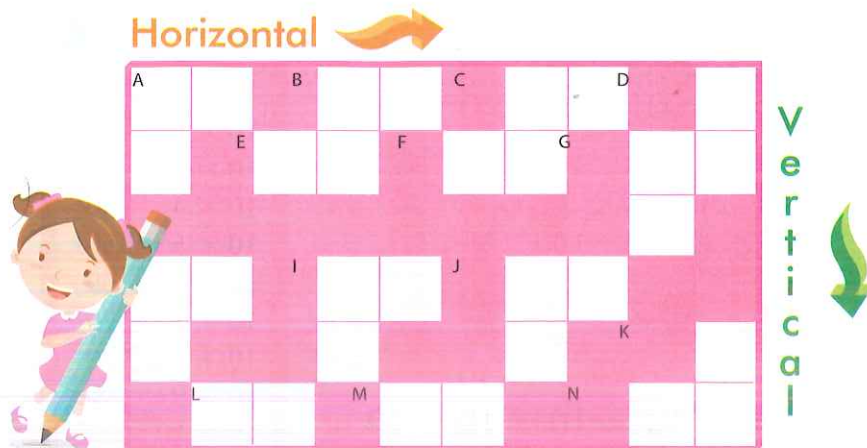 Horizontal
A B C D
E F G
I J
K
L M N
Vertical